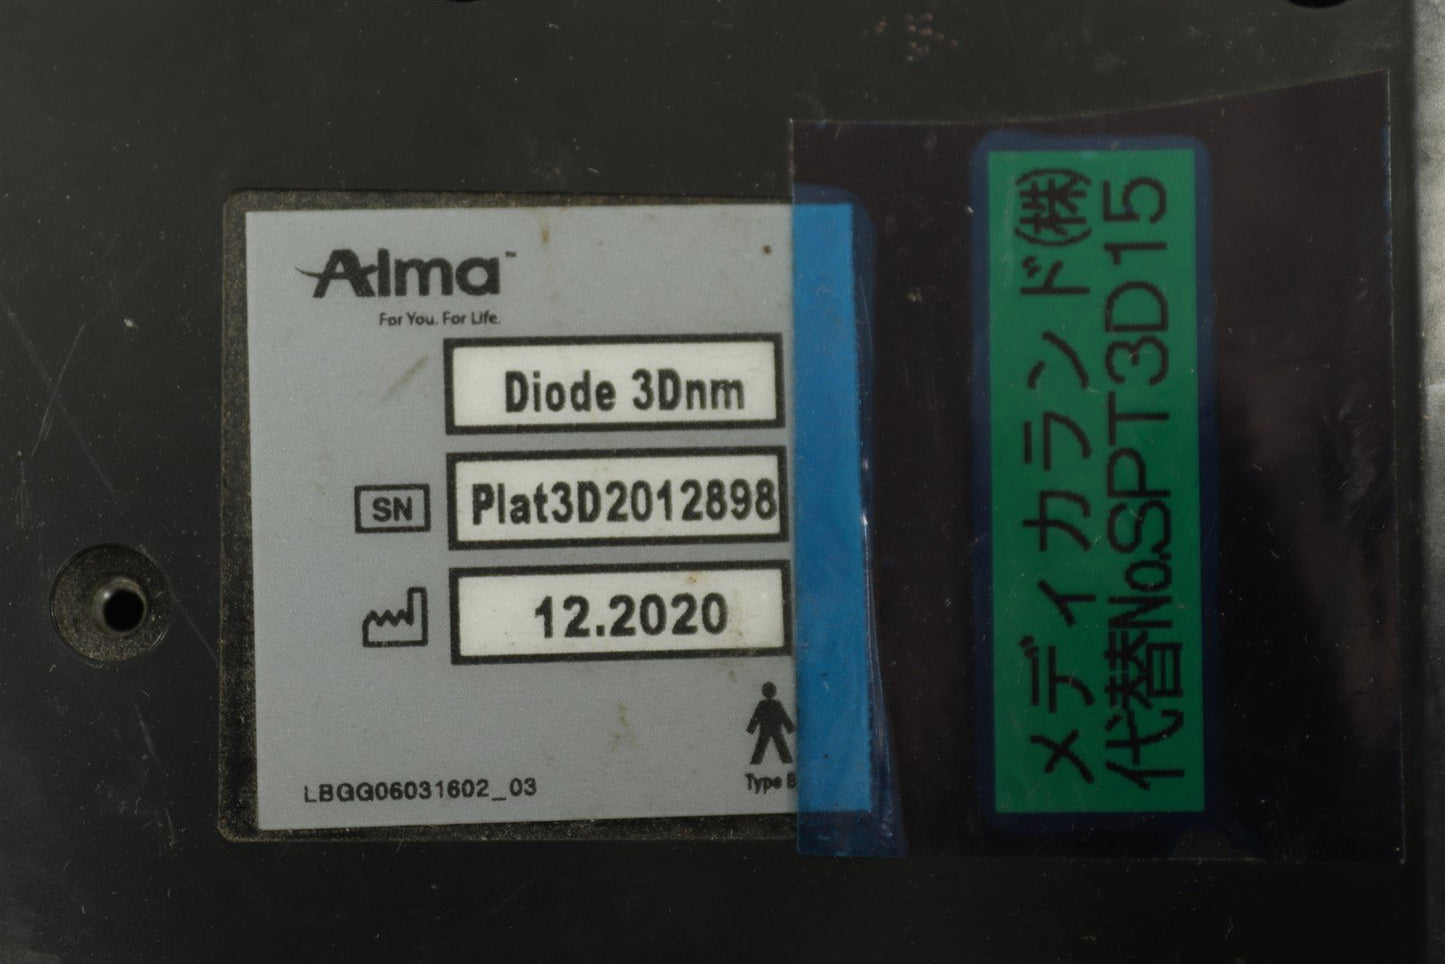 Alma™
For You. For Life.
Diode 3Dnm
SN
Plat3D2012898
12.2020
Type B
LBGG06031602_03
メディカランド㈱
代替No.SPT3D15